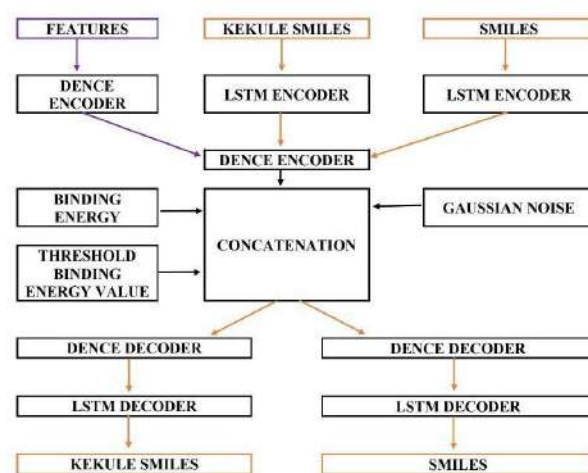 FEATURES
KEKULE SMILES
SMILES
DENCE
ENCODER
LSTM ENCODER
LSTM ENCODER
DENCE ENCODER
BINDING
ENERGY
GAUSSIAN NOISE
CONCATENATION
THRESHOLD
BINDING
ENERGY VALUE
DENCE DECODER
DENCE DECODER
LSTM DECODER
LSTM DECODER
KEKULE SMILES
SMILES